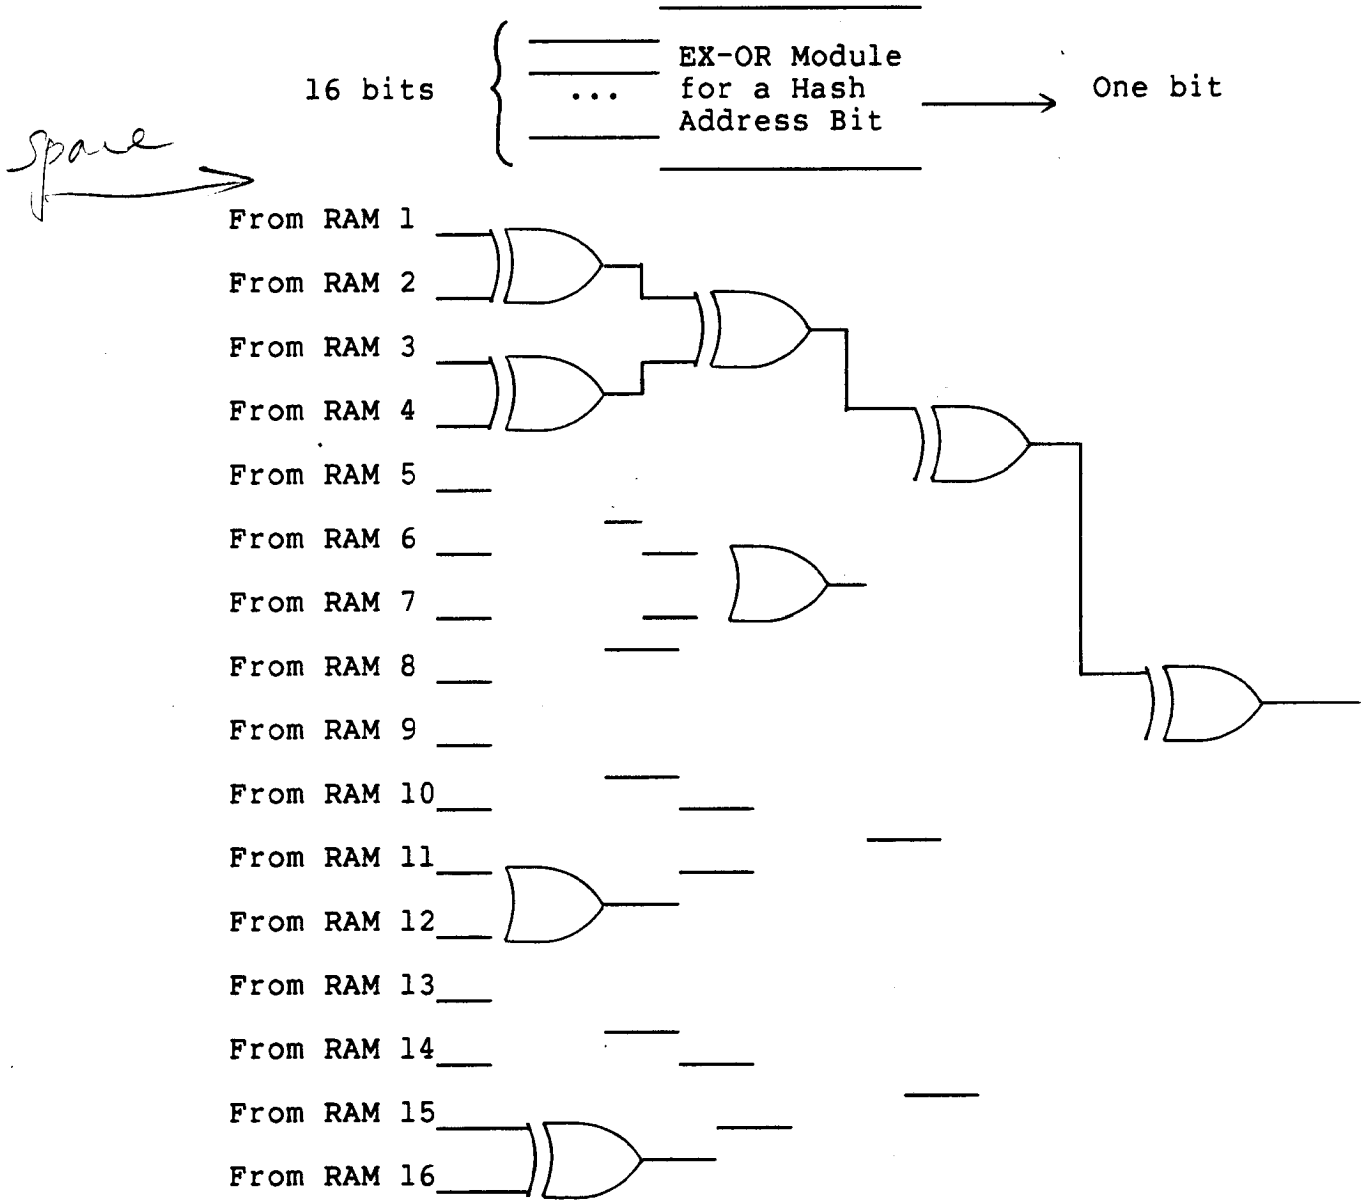 EX-OR Module
for a Hash
Address Bit
16 bits
...
One bit
Space
From RAM 1
From RAM 2
From RAM 3
From RAM 4
From RAM 5
From RAM 6
From RAM 7
From RAM 8
From RAM 9
From RAM 10
From RAM 11
From RAM 12
From RAM 13
From RAM 14
From RAM 15
From RAM 16